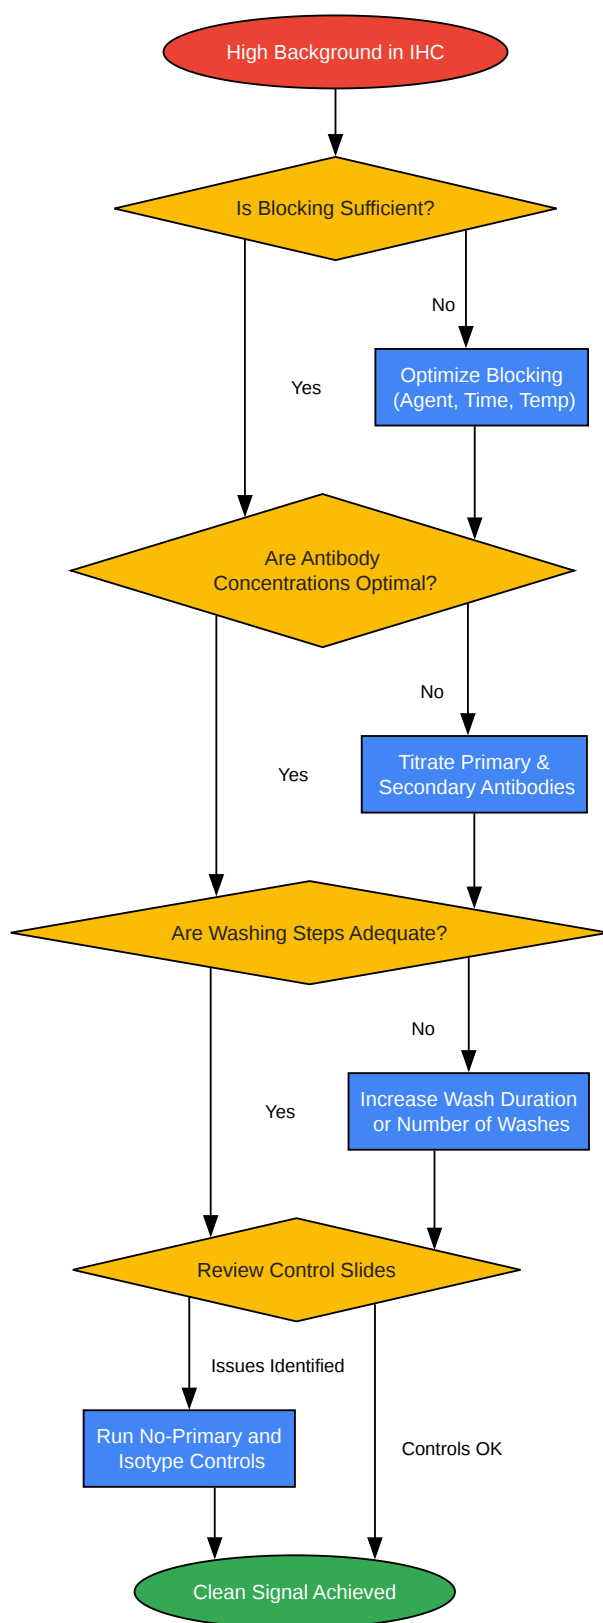 High Background in IHC
Is Blocking Sufficient?
No
Optimize Blocking
(Agent, Time, Temp)
Yes
Are Antibody
Concentrations Optimal?
No
Titrate Primary &
Secondary Antibodies
Yes
Are Washing Steps Adequate?
No
Increase Wash Duration
or Number of Washes
Yes
Review Control Slides
Issues Identified
Run No-Primary and
Isotype Controls
Controls OK
Clean Signal Achieved